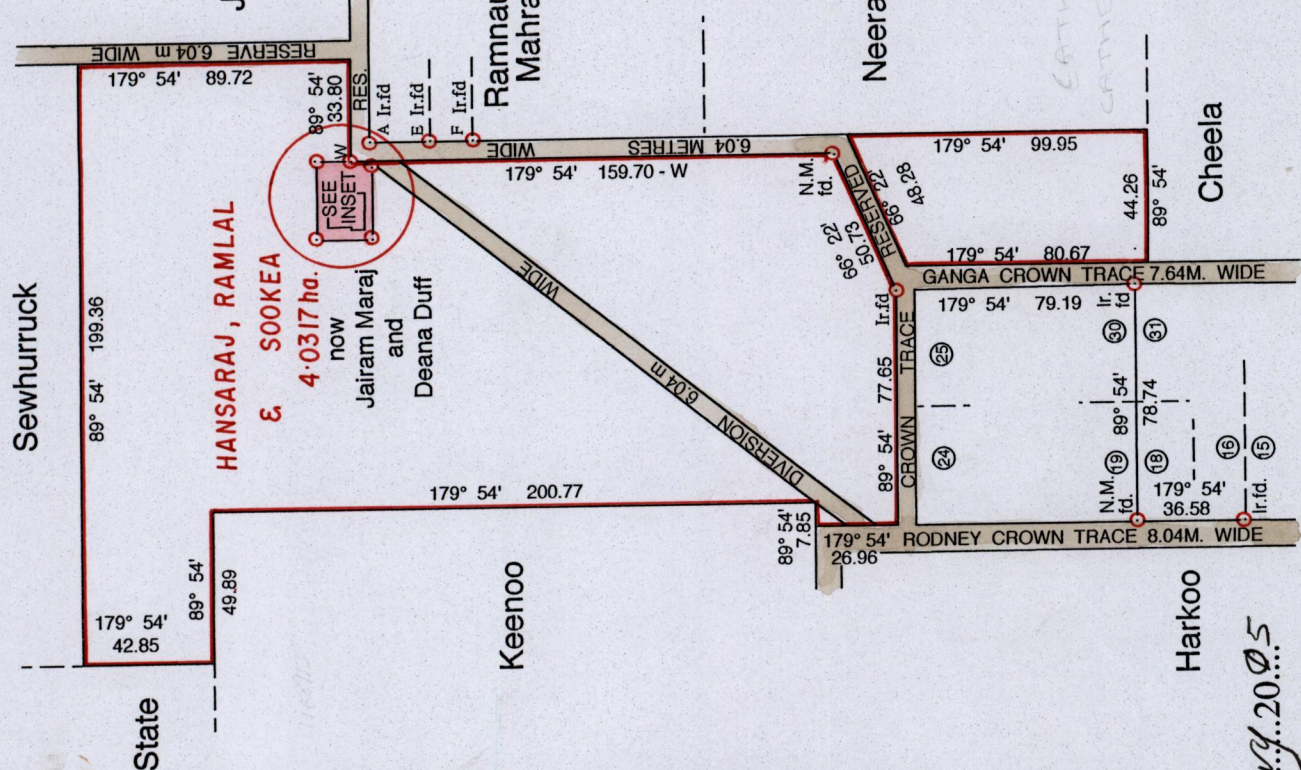 Sewhurruck
State
Keenoo
Harkoo
Cheela
Neera
Ramnau
Mahra
RESERVE 6.04 m WIDE
179° 54' 89.72
89° 54'
33.80
RES.
A Ir.fd
E Ir.fd
F Ir.fd
W
SEE
INSET
HANSARAJ, RAMLAL
& SOOKEA
4.0317 ha.
now
Jairam Maraj
and
Deana Duff
89° 54' 199.36
179° 54'
42.85
89° 54'
49.89
179° 54' 200.77
89° 54'
7.85
179° 54'
26.96
6.04 METRES WIDE
179° 54' 159.70 - W
N.M.
fd.
DIVERSION 6.04 m WIDE
66° 22
50.73
RESERVED
66° 22
48.28
179° 54' 99.95
44.26
89° 54'
179° 54' 80.67
GANGA CROWN TRACE 7.64M. WIDE
179° 54' 79.19
Ir.
fd
Ir.fd
89° 54' 77.65
CROWN TRACE
25
24
30
31
89° 54'
78.74
19
18
16
15
N.M.
fd.
179° 54'
36.58
Ir.fd.
RODNEY CROWN TRACE 8.04M. WIDE
20.05